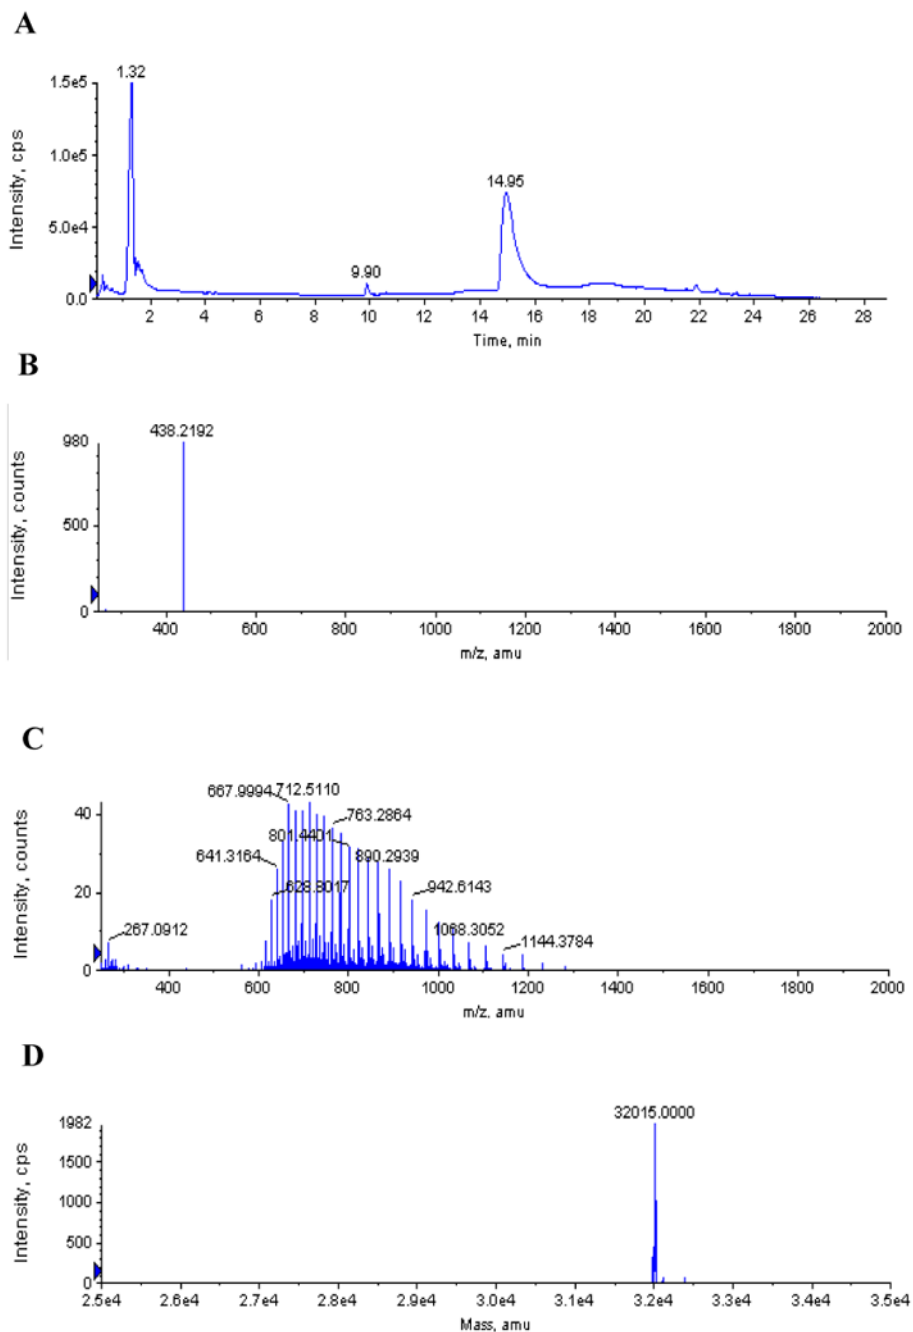 A
1.32
1.5e5
1.0e5
5.0e4
0.0
Intensity, cps
9.90
14.95
2 4 6 8 10 12 14 16 18 20 22 24 26 28
Time, min
B
438.2192
980
500
0
Intensity, counts
400 600 800 1000 1200 1400 1600 1800 2000
m/z, amu
C
667.9994 712.5110
763.2864
801.4401
641.3164 890.2939
628.8017 942.6143
267.0912 1068.3052 1144.3784
40
20
0
Intensity, counts
400 600 800 1000 1200 1400 1600 1800 2000
m/z, amu
D
32015.0000
1982
1500
1000
500
0
Intensity, cps
2.5e4 2.6e4 2.7e4 2.8e4 2.9e4 3.0e4 3.1e4 3.2e4 3.3e4 3.4e4 3.5e4
Mass, amu